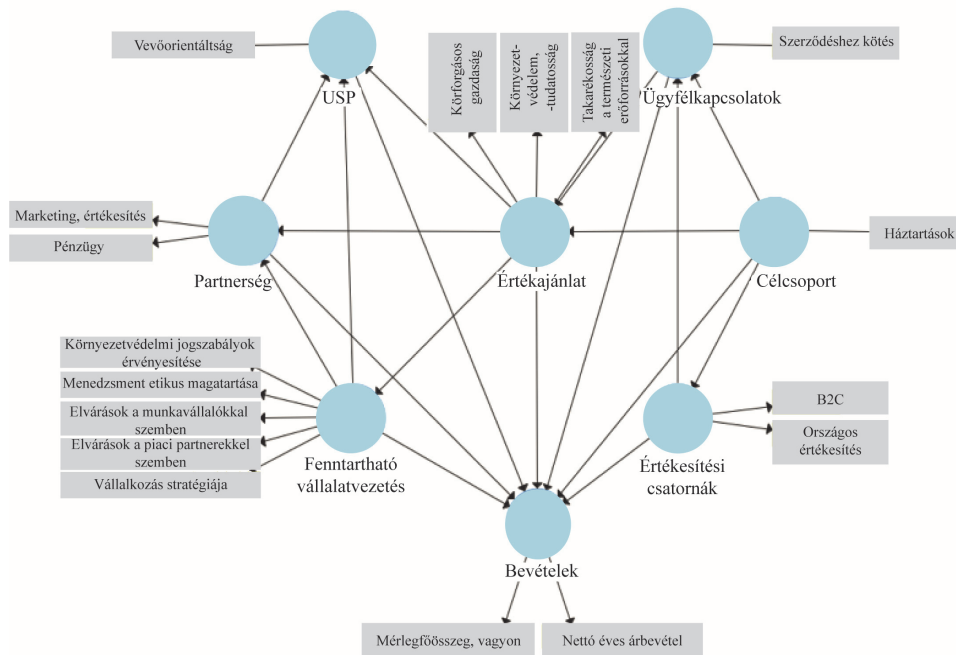 Vevőorientáltság
USP
Körforgásos
gazdaság
Környezet-
védelem,
-tudatosság
Takarékosság
a természeti
erőforrásokkal
Szerződéshez kötés
Ügyfélkapcsolatok
Marketing, értékesítés
Pénzügy
Partnerség
Értékajánlat
Háztartások
Célcsoport
Környezetvédelmi jogszabályok
érvényesítése
Menedzsment etikus magatartása
Elvárások a munkavállalókkal
szemben
Elvárások a piaci partnerekkel
szemben
Vállalkozás stratégiája
Fenntartható
vállalatvezetés
B2C
Országos
értékesítés
Értékesítési
csatornák
Bevételek
Mérlegfőösszeg, vagyon
Nettó éves árbevétel